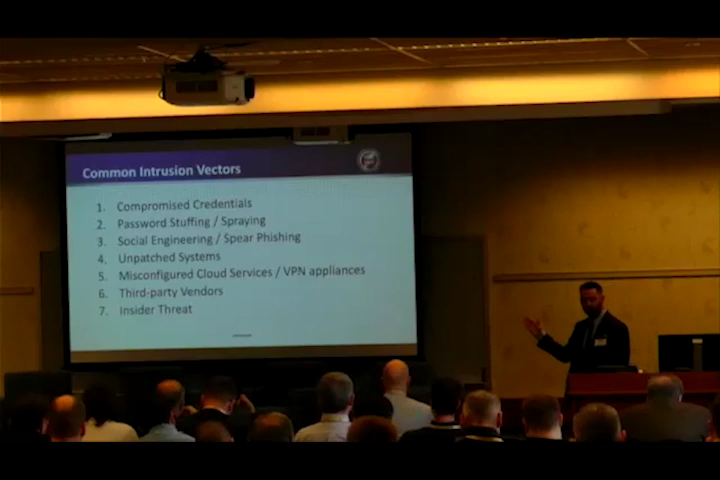 Common Intrusion Vectors
1. Compromised Credentials
2. Password Stuffing / Spraying
3. Social Engineering / Spear Phishing
4. Unpatched Systems
5. Misconfigured Cloud Services / VPN appliances
6. Third-party Vendors
7. Insider Threat